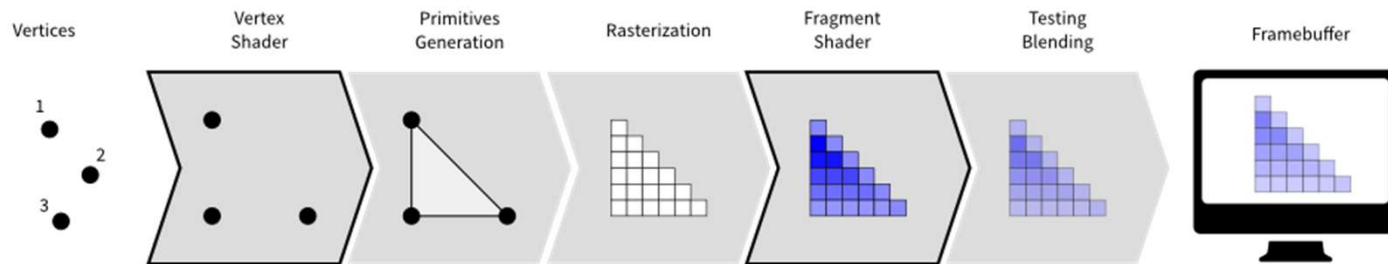 Vertices
Vertex
Shader
Primitives
Generation
Rasterization
Fragment
Shader
Testing
Blending
Framebuffer
1
2
3